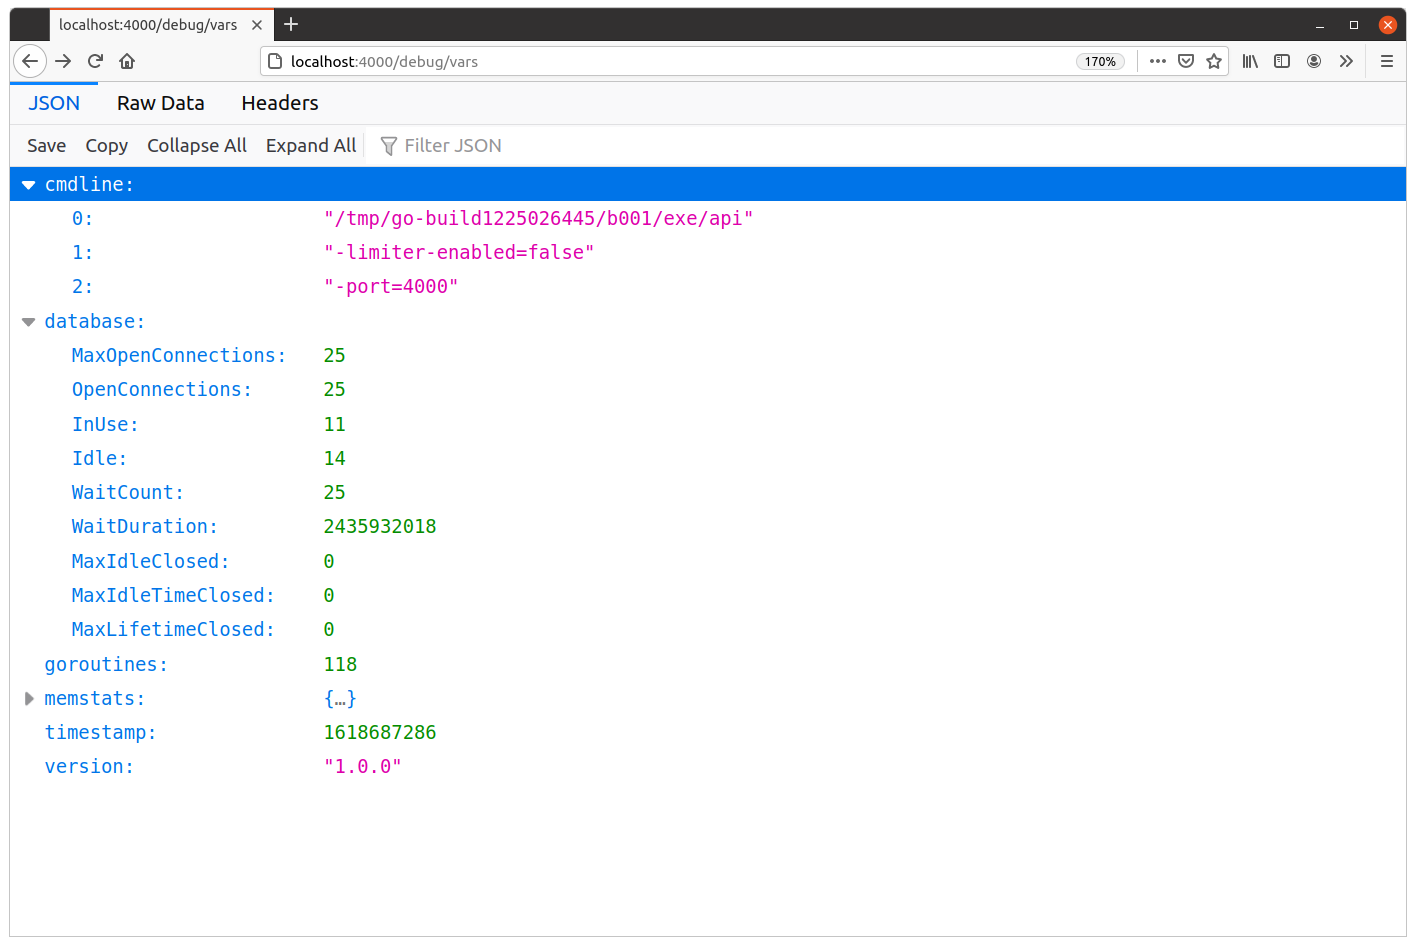 localhost:4000/debug/vars
localhost:4000/debug/vars 170%
JSON Raw Data Headers
Save Copy Collapse All Expand All Filter JSON
cmdline:
0: "/tmp/go-build1225026445/b001/exe/api"
1: "-limiter-enabled=false"
2: "-port=4000"
database:
MaxOpenConnections: 25
OpenConnections: 25
InUse: 11
Idle: 14
WaitCount: 25
WaitDuration: 2435932018
MaxIdleClosed: 0
MaxIdleTimeClosed: 0
MaxLifetimeClosed: 0
goroutines: 118
memstats: {…}
timestamp: 1618687286
version: "1.0.0"